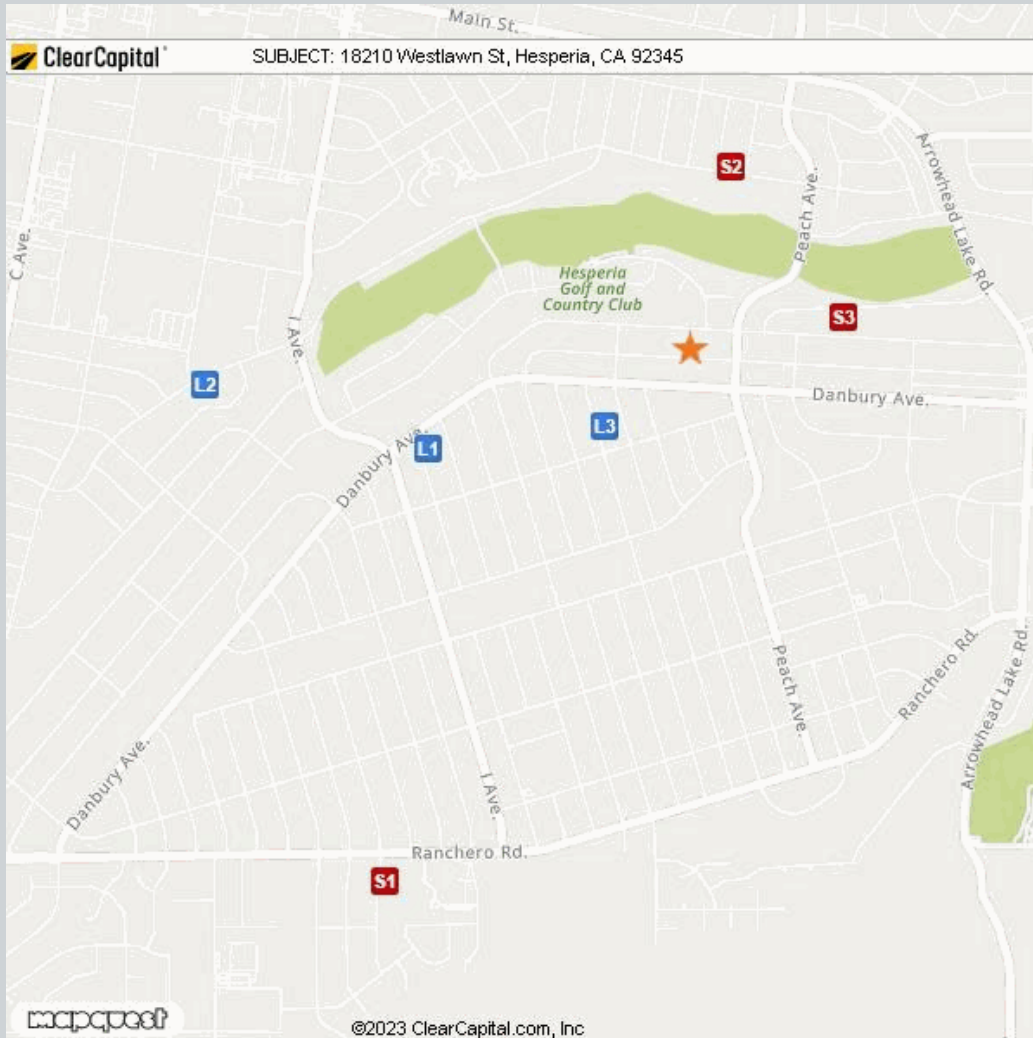 Main St.
ClearCapital®
SUBJECT: 18210 Westlawn St, Hesperia, CA 92345
Arrowhead Lake Rd.
S2
Peach Ave.
C Ave.
Hesperia
Golf and
Country Club
I Ave.
S3
L2
Danbury Ave.
L3
L1
Danbury Ave.
Peach Ave.
Ranchero Rd.
Arrowhead Lake Rd.
Danbury Ave.
I Ave.
Ranchero Rd.
S1
mapquest
©2023 ClearCapital.com, Inc